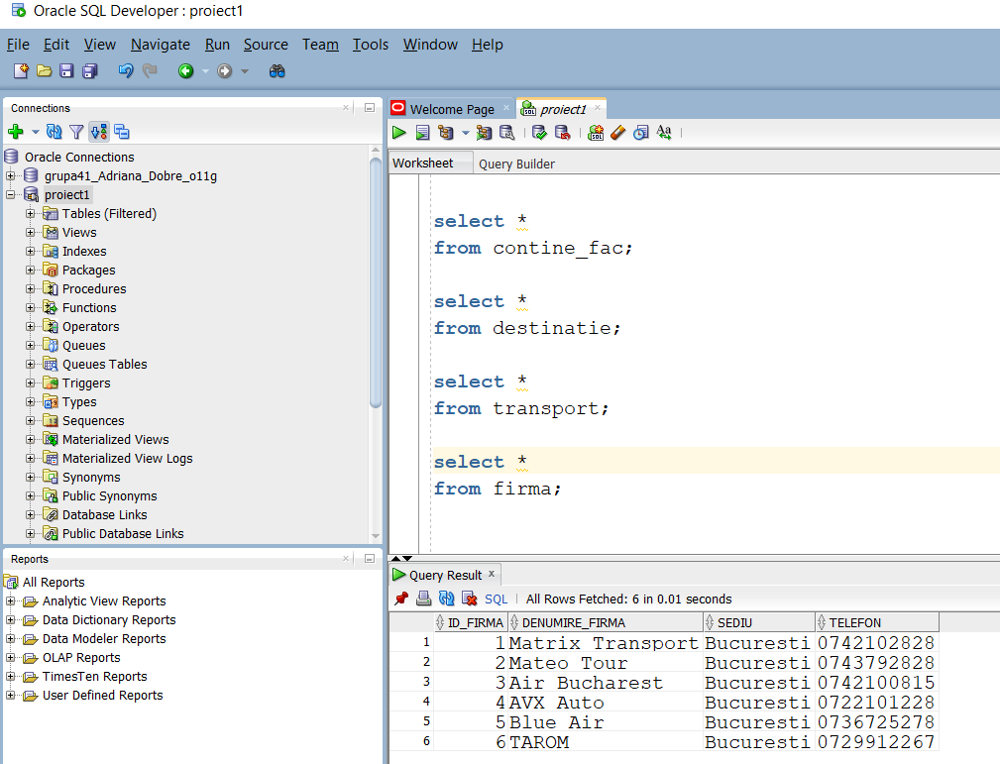 Oracle SQL Developer : proiect1
File Edit View Navigate Run Source Team Tools Window Help
Connections
Oracle Connections
grupa41_Adriana_Dobre_o11g
proiect1
Tables (Filtered)
Views
Indexes
Packages
Procedures
Functions
Operators
Queues
Queues Tables
Triggers
Types
Sequences
Materialized Views
Materialized View Logs
Synonyms
Public Synonyms
Database Links
Public Database Links
Reports
All Reports
Analytic View Reports
Data Dictionary Reports
Data Modeler Reports
OLAP Reports
TimesTen Reports
User Defined Reports
Welcome Page proiect1
Worksheet Query Builder
select *
from contine_fac;
select *
from destinatie;
select *
from transport;
select *
from firma;
Query Result
SQL All Rows Fetched: 6 in 0.01 seconds
ID_FIRMA DENUMIRE_FIRMA SEDIU TELEFON
1 1 Matrix Transport Bucuresti 0742102828
2 2 Mateo Tour Bucuresti 0743792828
3 3 Air Bucharest Bucuresti 0742100815
4 4 AVX Auto Bucuresti 0722101228
5 5 Blue Air Bucuresti 0736725278
6 6 TAROM Bucuresti 0729912267